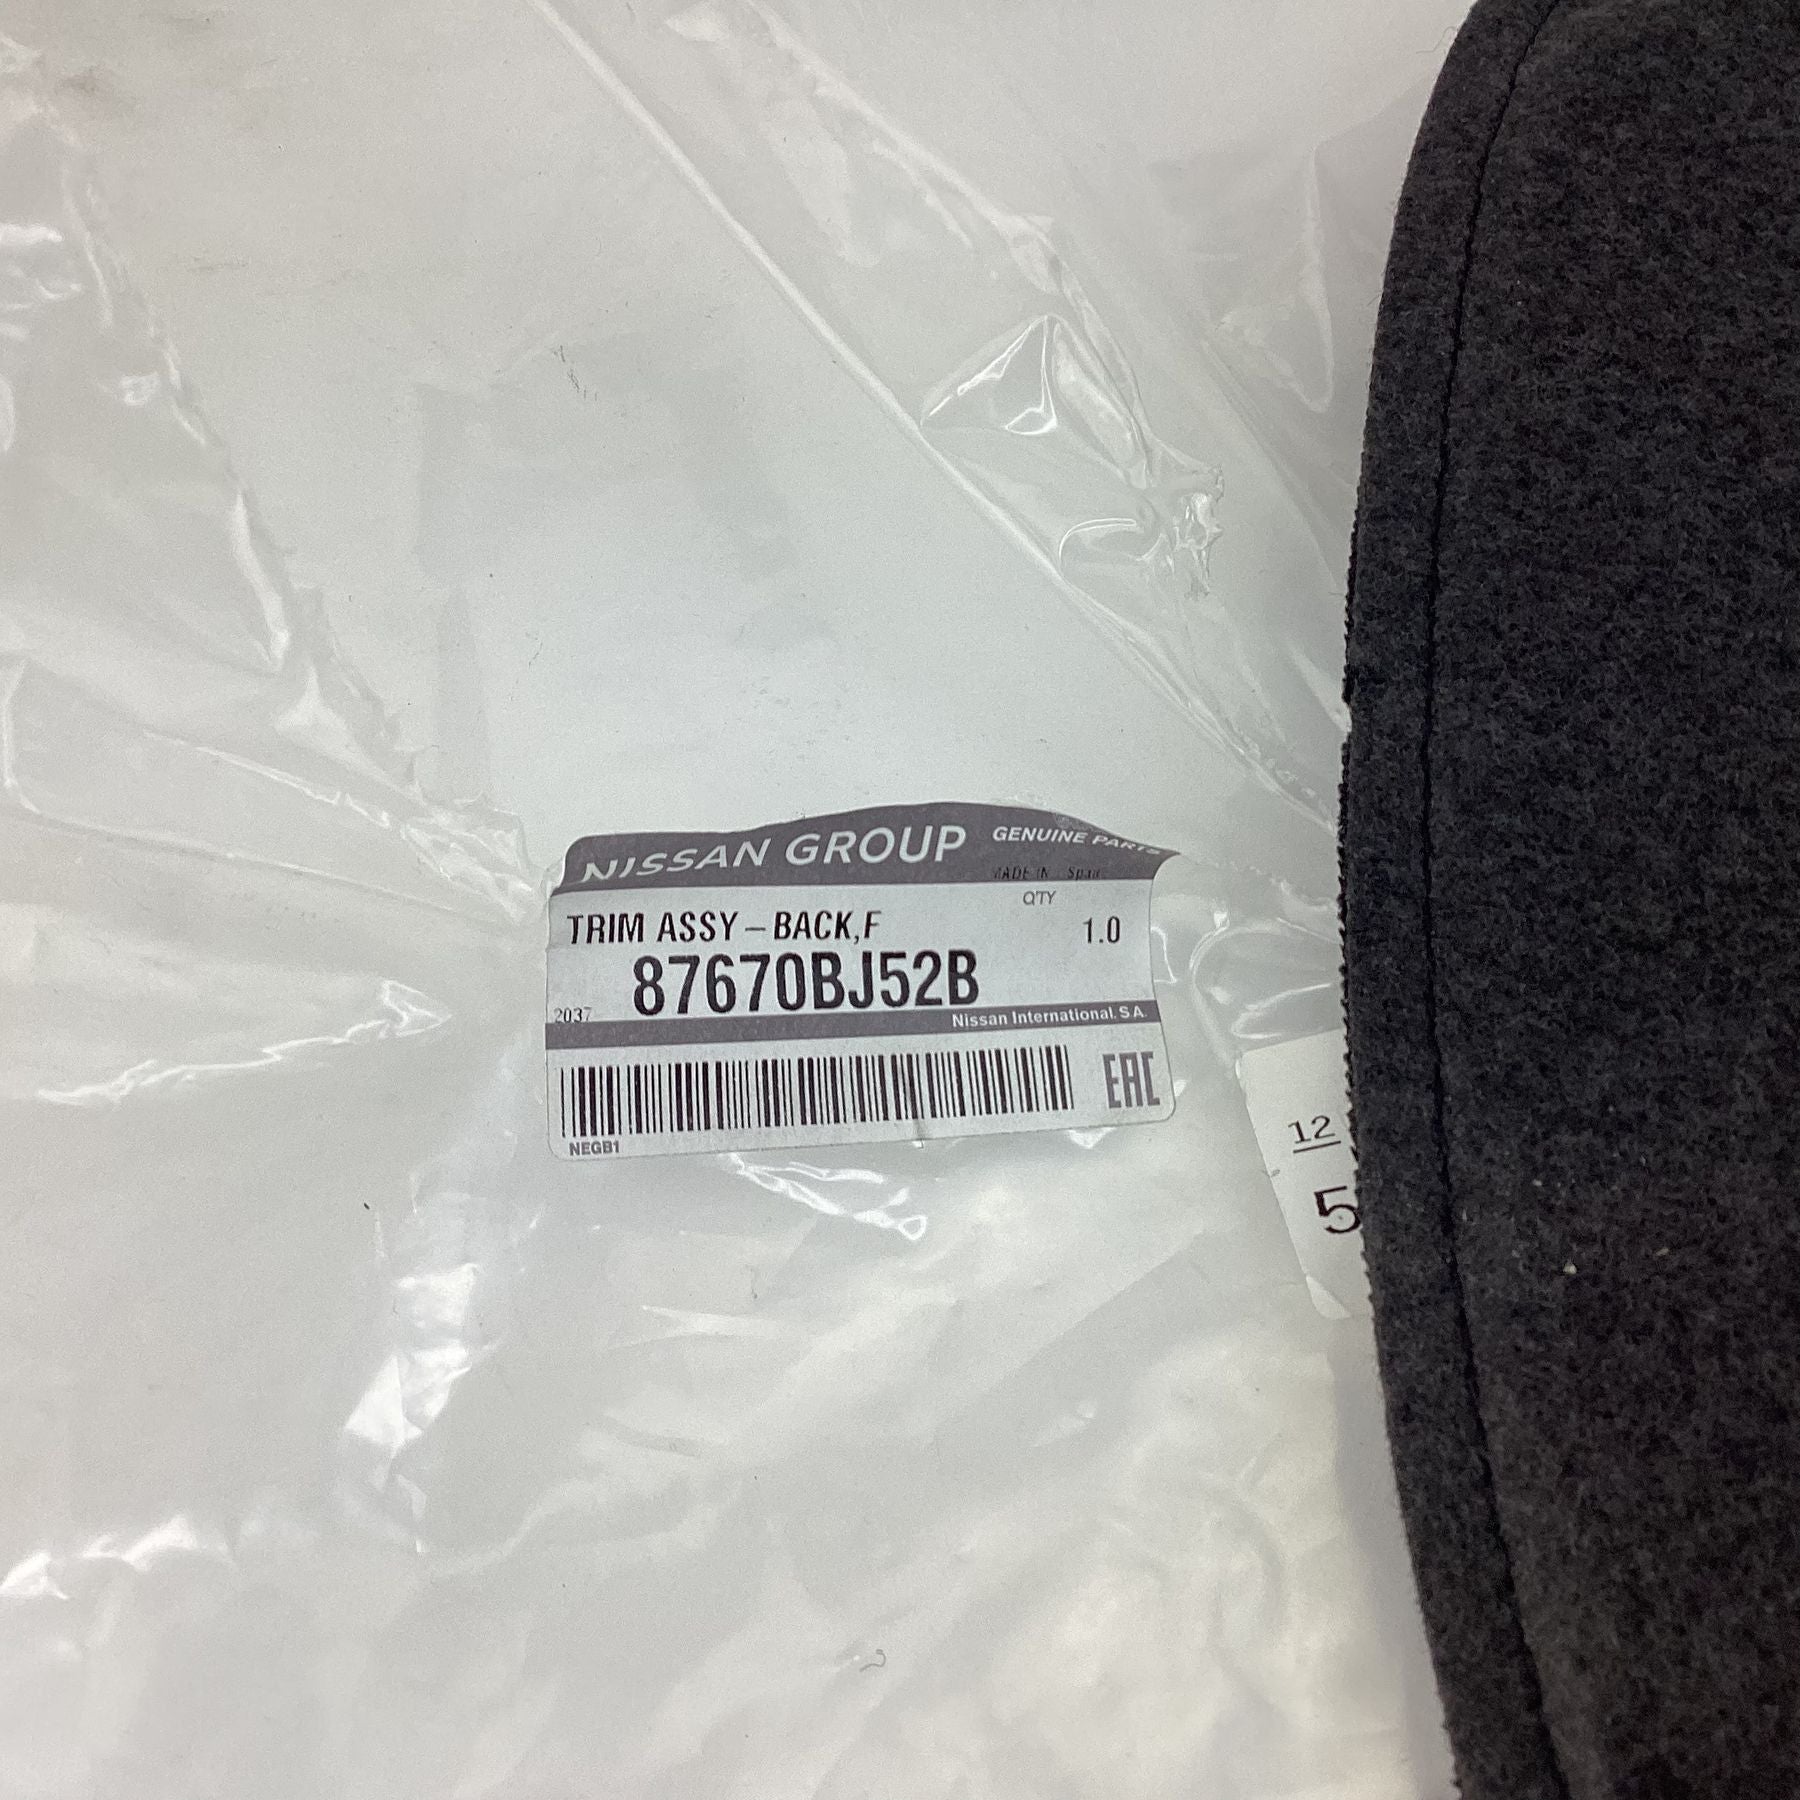 NISSAN GROUP GENUINE PARTS
MADE IN Spain
QTY
TRIM ASSY-BACK,F 1.0
87670BJ52B
2037
Nissan International. SA.
EAC
NEGB1
12
5